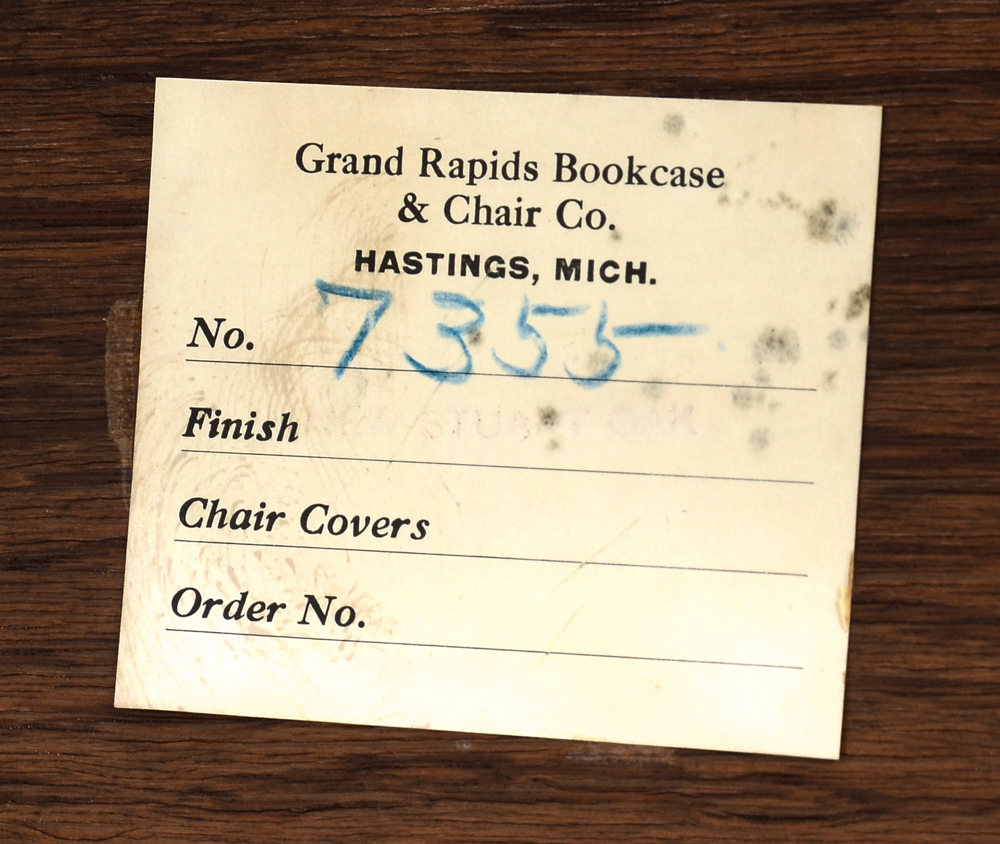 Grand Rapids Bookcase
& Chair Co.
HASTINGS, MICH.
No. 7355
Finish
Chair Covers
Order No.